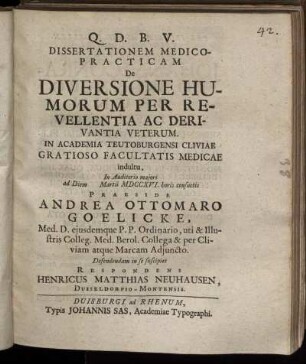 42.
Q. D. B. V.
DISSERTATIONEM MEDICO-
PRACTICAM
De
DIVERSIONE HU-
MORUM PER RE-
VELLENTIA AC DERI-
VANTIA VETERUM.
IN ACADEMIA TEUTOBURGENSI CLIVIAE
GRATIOSO FACULTATIS MEDICAE
indultu,
In Auditorio majori
ad Diem Martii MDCCXVI. horis consuetis
PRAESIDE
ANDREA OTTOMARO
GOELICKE,
Med. D. ejusdemque P. P. Ordinario, uti & Illu-
stris Colleg. Med. Berol. Collega & per Cli-
viam atque Marcam Adjuncto.
Defendendam in se suscipiet
RESPONDENS
HENRICUS MATTHIAS NEUHAUSEN,
DUSSELDORPIO-MONTENSIS.
DUISBURGI ad RHENUM,
Typis JOHANNIS SAS, Academiae Typographi.